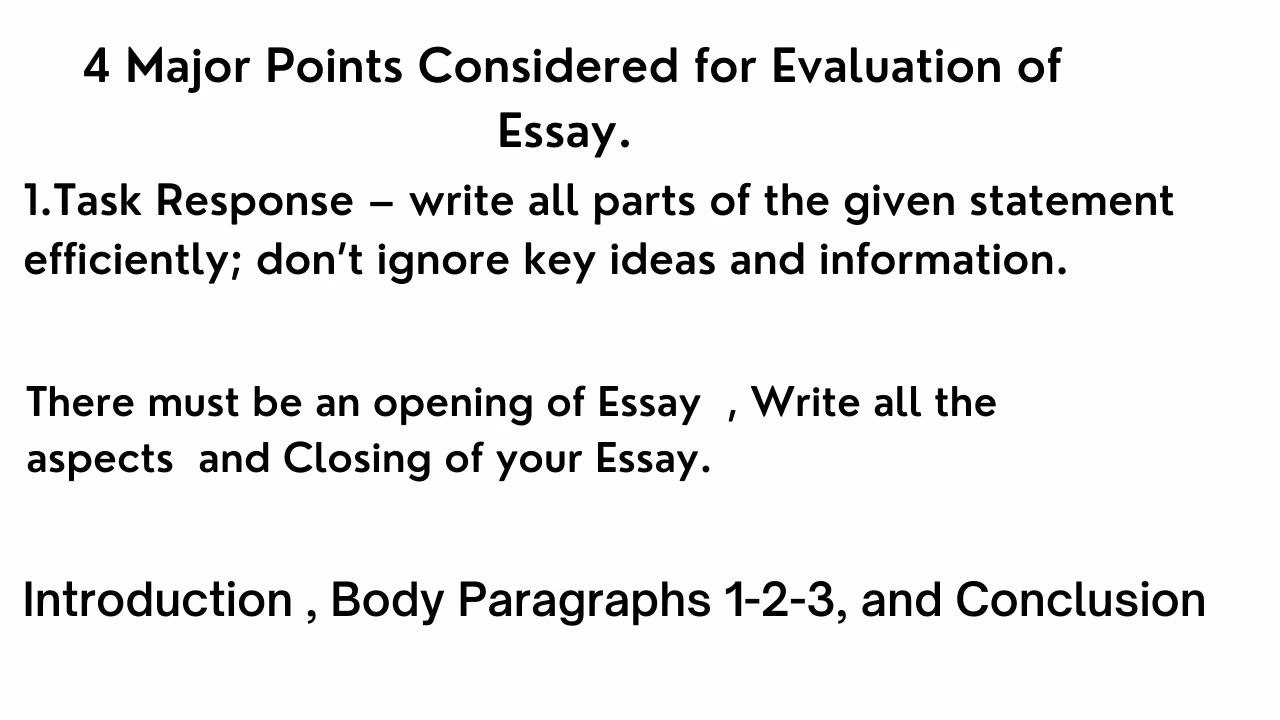 4 Major Points Considered for Evaluation of
Essay.
1.Task Response – write all parts of the given statement
efficiently; don’t ignore key ideas and information.
There must be an opening of Essay  , Write all the
aspects  and Closing of your Essay.
Introduction , Body Paragraphs 1-2-3, and Conclusion